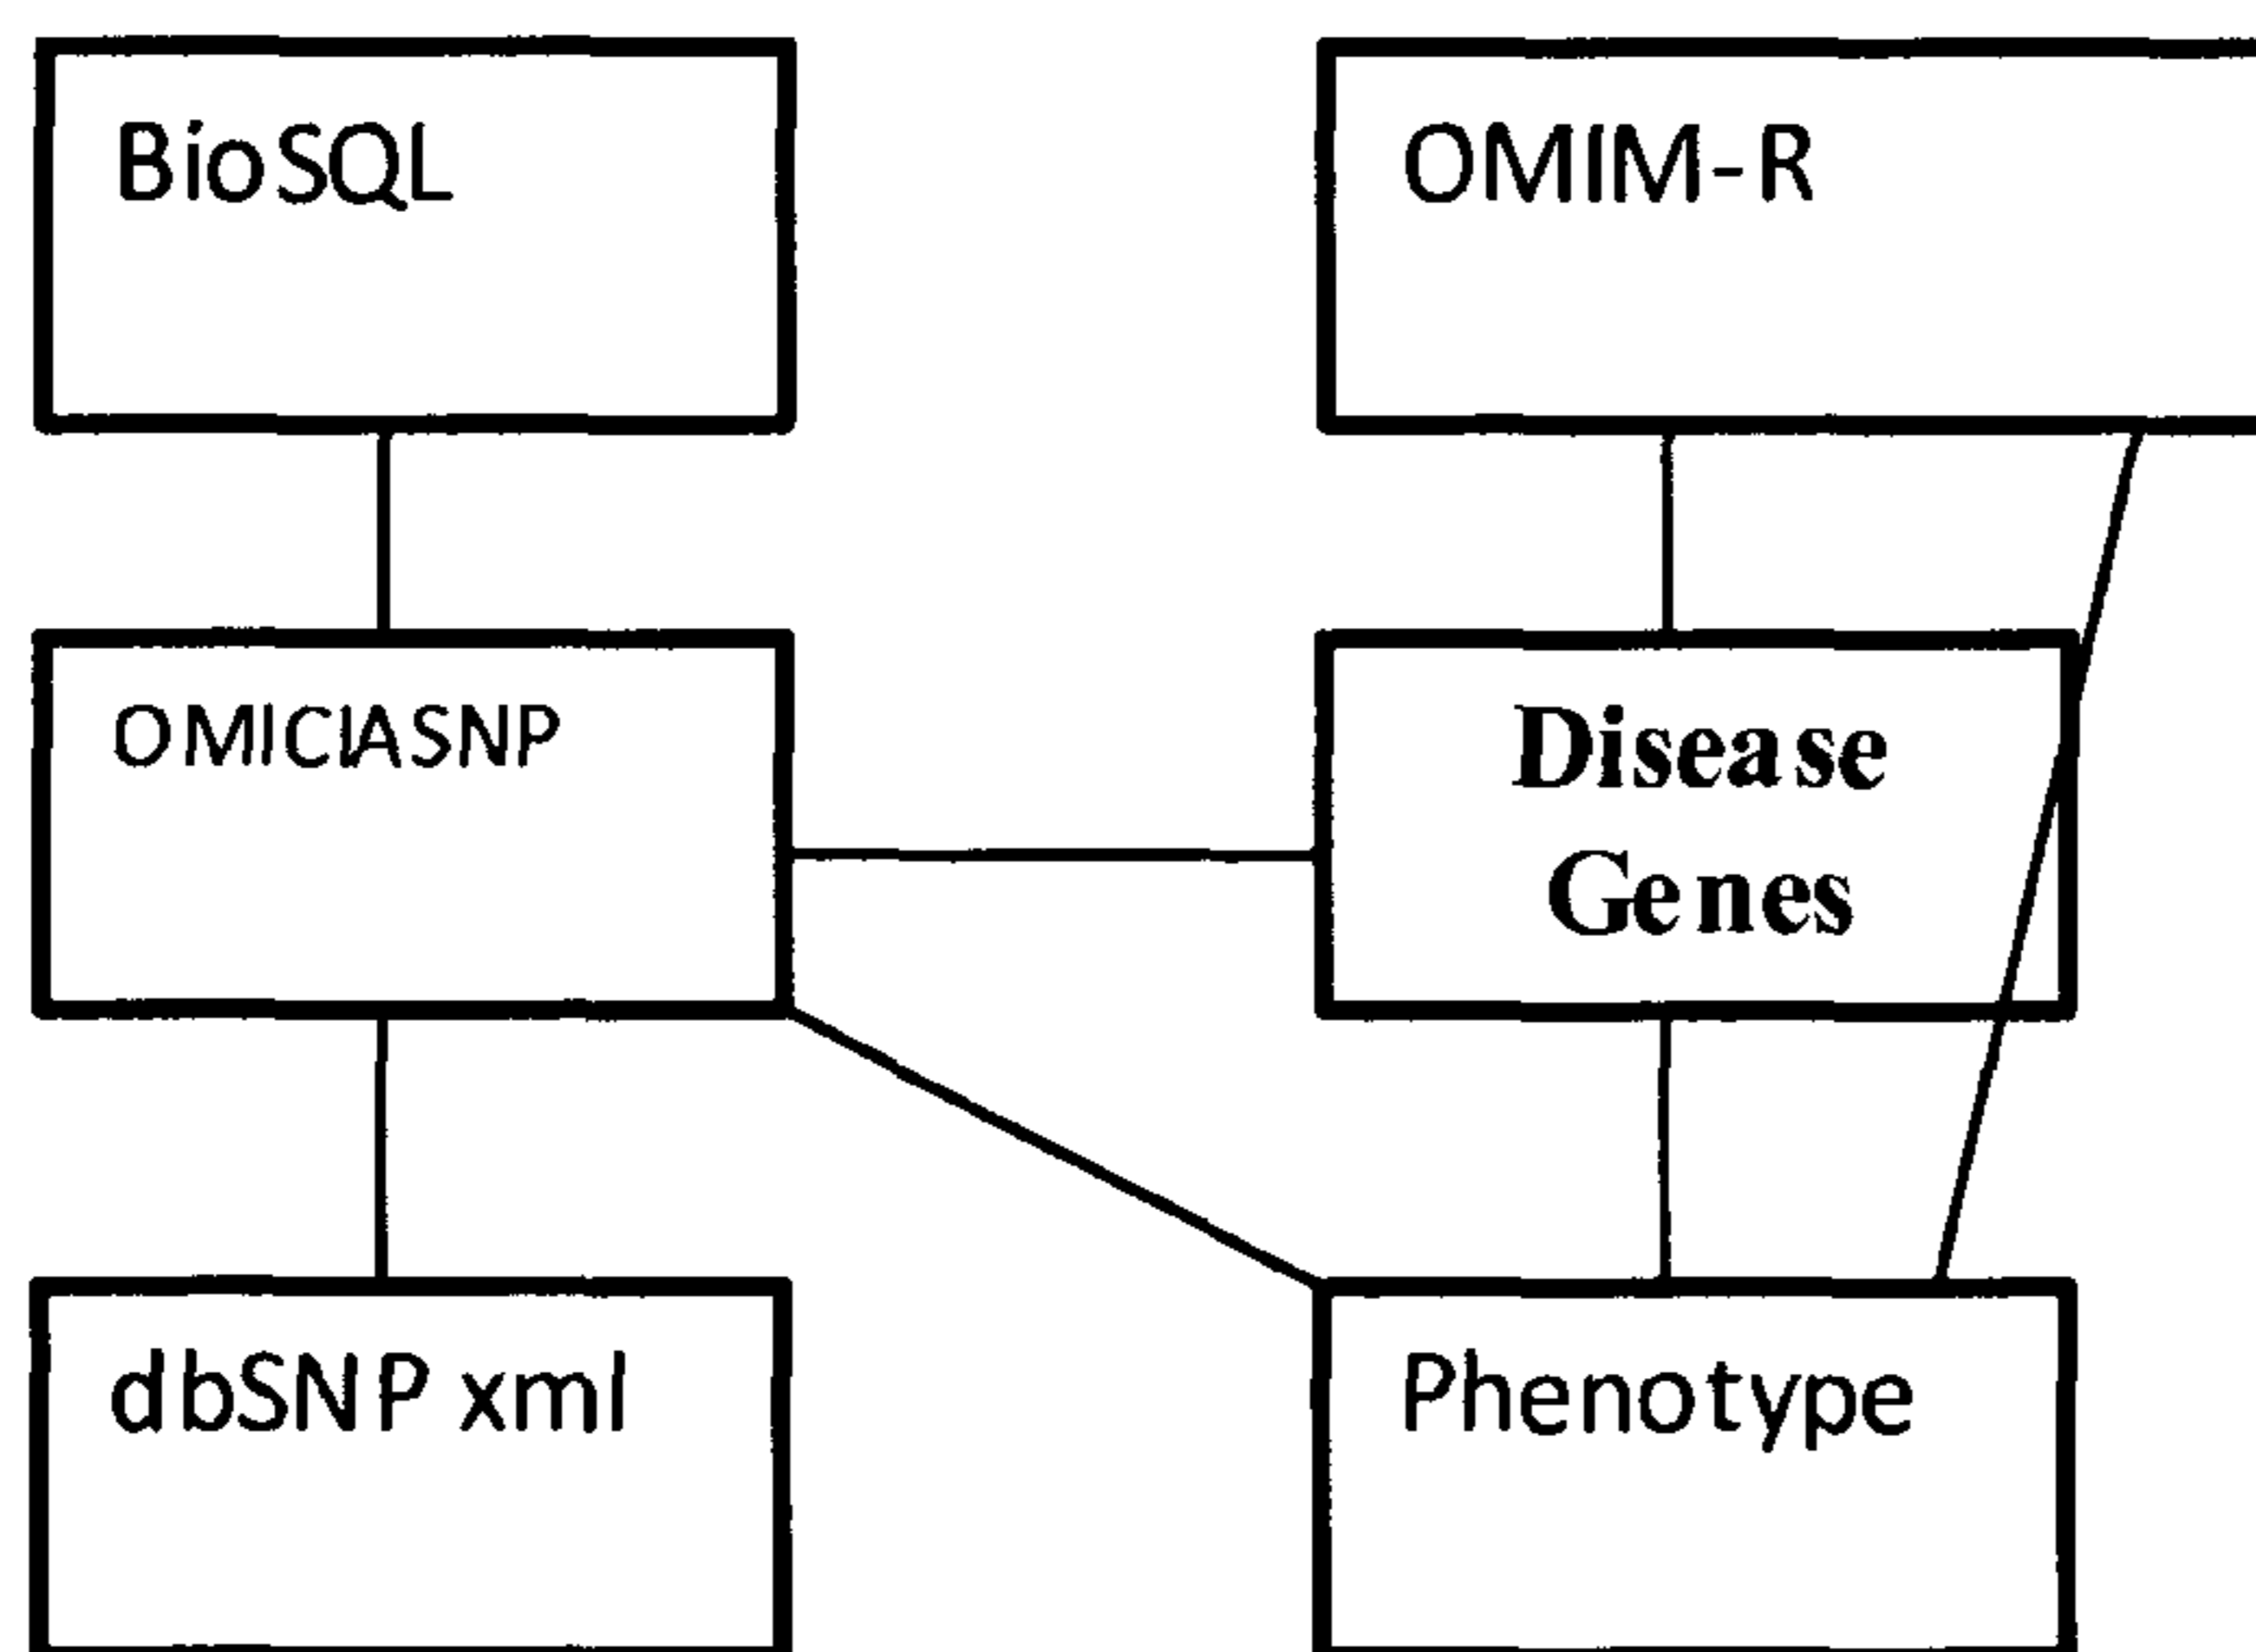 BioSQL
OMIM-R
OMICIASNP
Disease
Genes
dbSNP xml
Phenotype